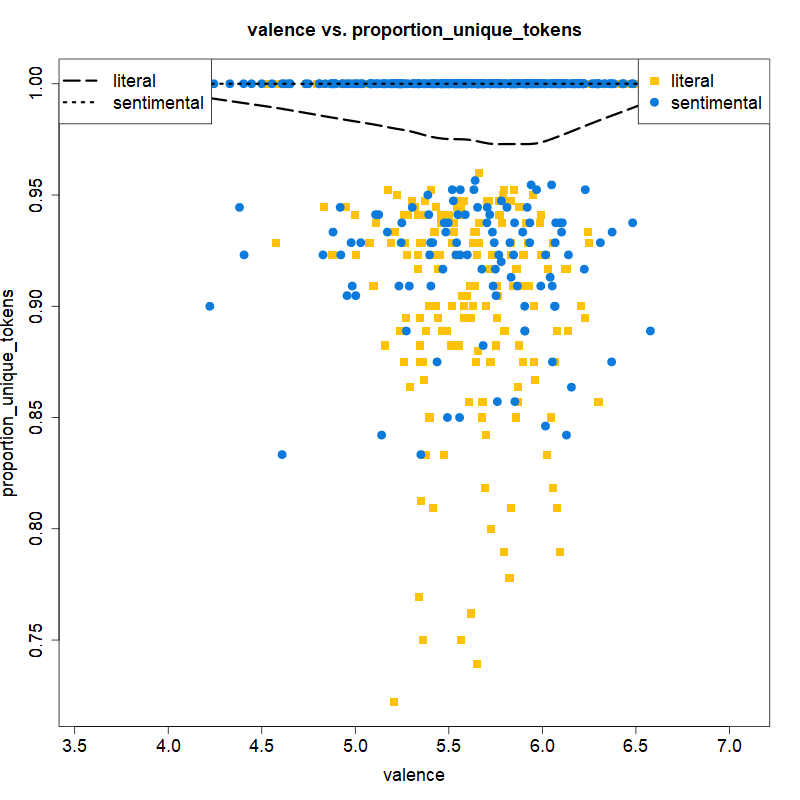 valence vs. proportion_unique_tokens
literal
sentimental
literal
sentimental
proportion_unique_tokens
1.00
0.95
0.90
0.85
0.80
0.75
3.5 4.0 4.5 5.0 5.5 6.0 6.5 7.0
valence